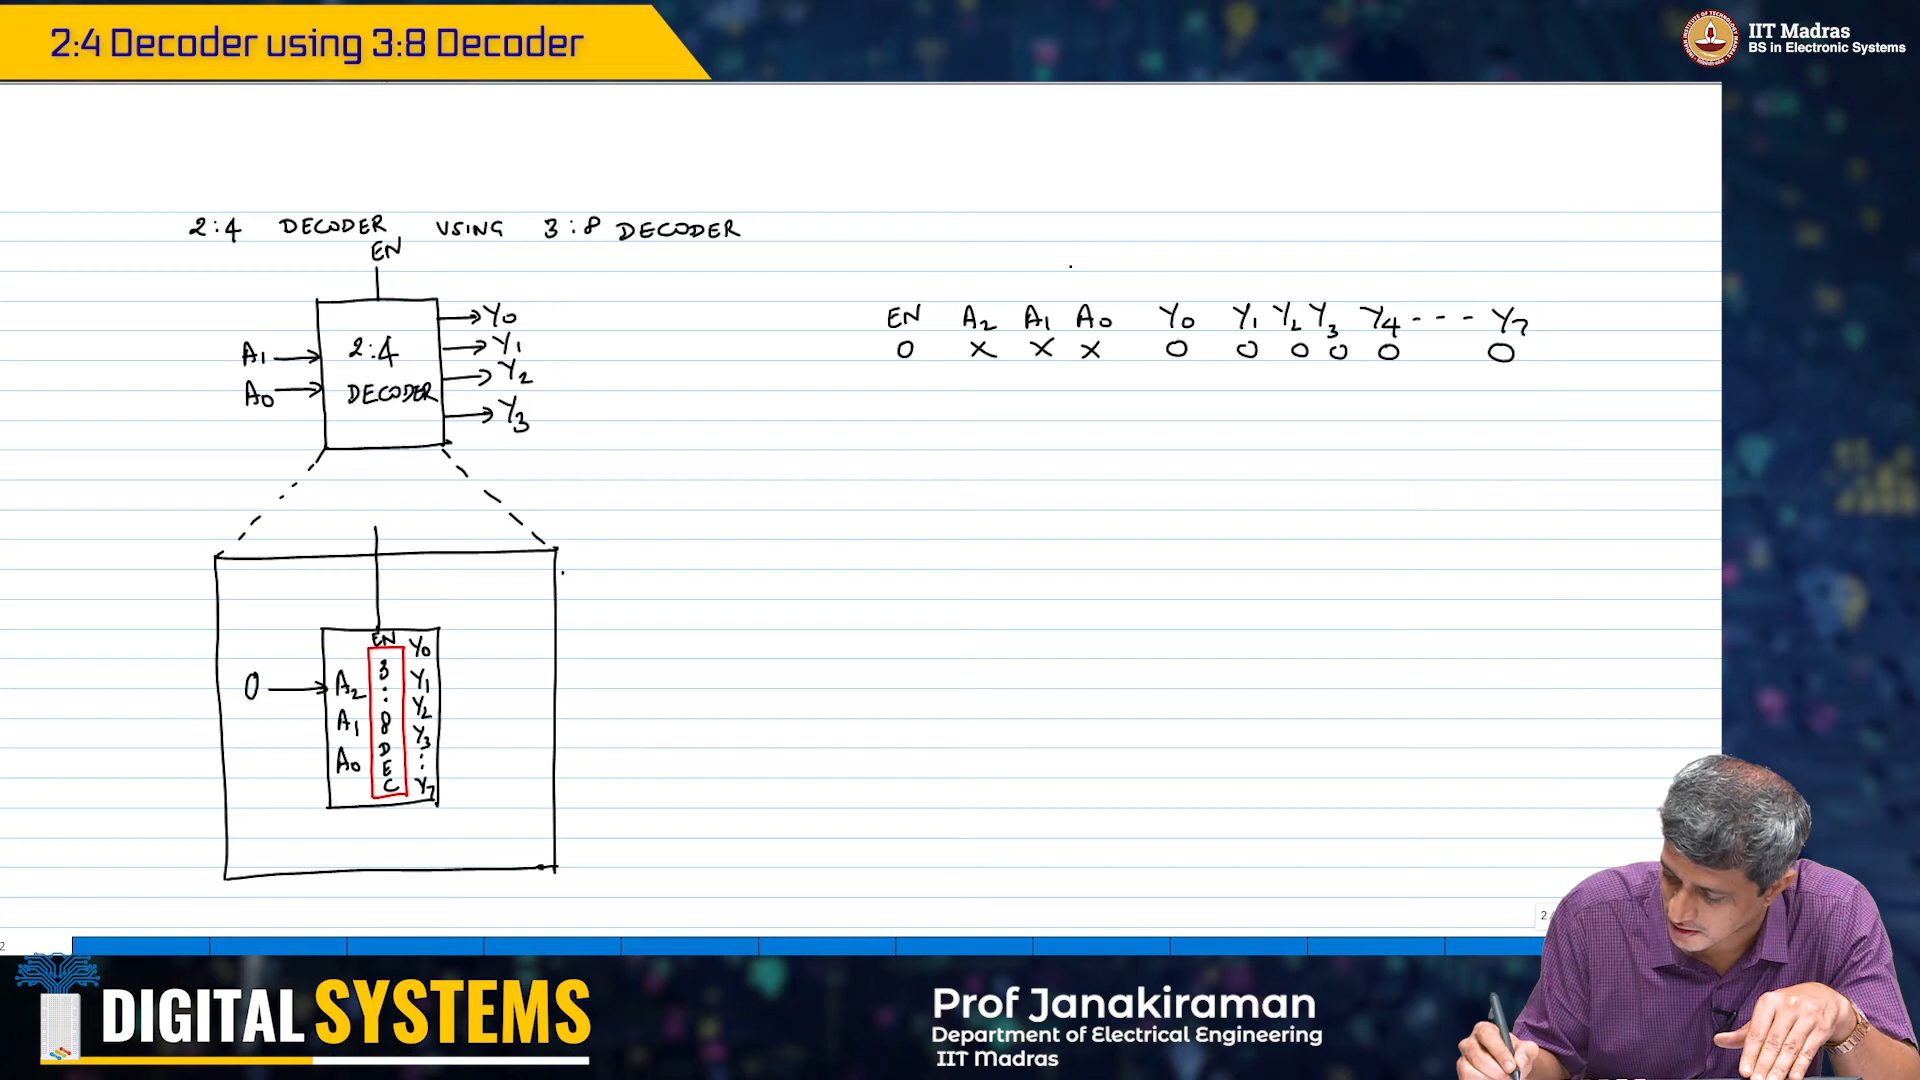 2:4 Decoder using 3:8 Decoder
IIT Madras
BS in Electronic Systems
2:4 DECODER USING 3:8 DECODER
EN
A1
A0
2:4
DECODER
Y0
Y1
Y2
Y3
EN A2 A1 A0 Y0 Y1 Y2 Y3 Y4 --- Y7
0 X X X 0 0 0 0 0 0
0
A2
A1
A0
EN
3
:
8
D
E
C
Y0
Y1
Y2
Y3
:
Y7
2
2
DIGITAL SYSTEMS
Prof Janakiraman
Department of Electrical Engineering
IIT Madras